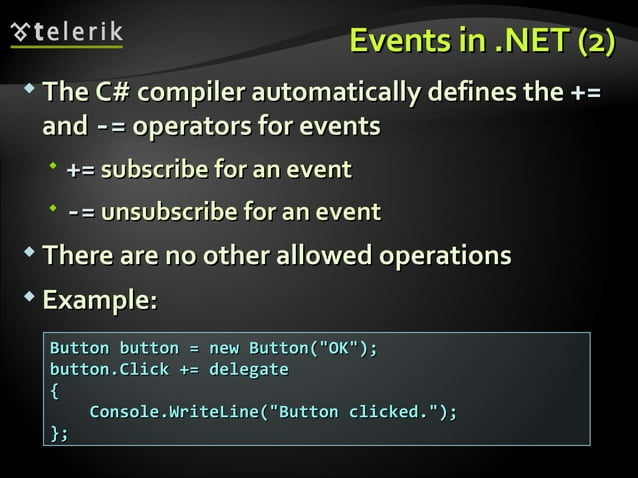 telerik
Events in .NET (2)
The C# compiler automatically defines the +=
and -= operators for events
+= subscribe for an event
-= unsubscribe for an event
There are no other allowed operations
Example:
Button button = new Button("OK");
button.Click += delegate
{
    Console.WriteLine("Button clicked.");
};